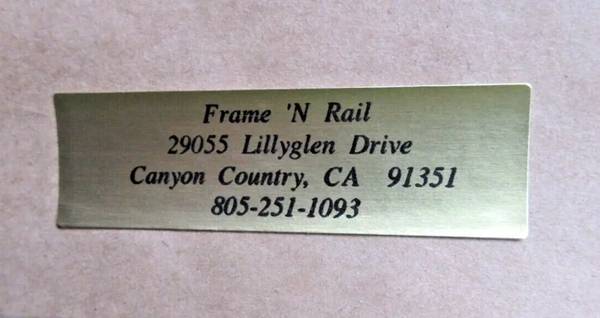 Frame 'N Rail
29055 Lillyglen Drive
Canyon Country, CA 91351
805-251-1093